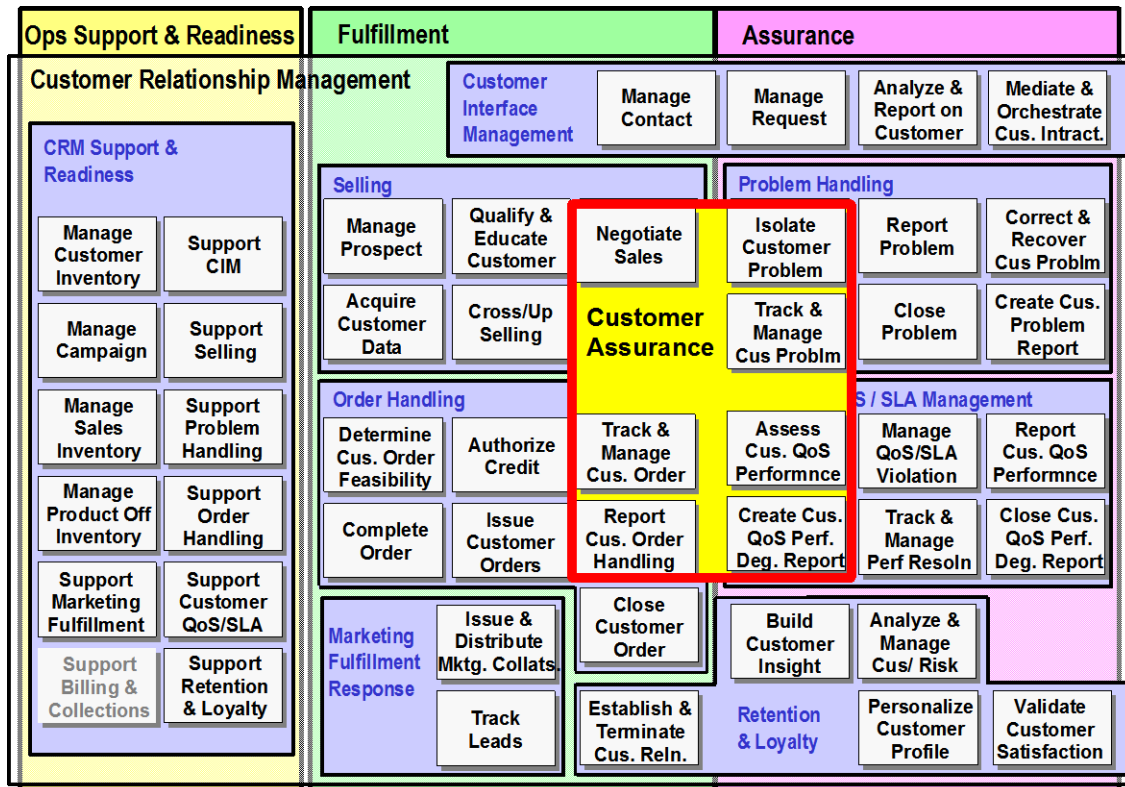 Ops Support & Readiness
Fulfillment
Assurance
Customer Relationship Management
Customer
Interface
Management
Manage
Contact
Manage
Request
Analyze &
Report on
Customer
Mediate &
Orchestrate
Cus. Intract.
CRM Support &
Readiness
Manage
Customer
Inventory
Support
CIM
Manage
Campaign
Support
Selling
Manage
Sales
Inventory
Support
Problem
Handling
Manage
Product Off
Inventory
Support
Order
Handling
Support
Marketing
Fulfillment
Support
Customer
QoS/SLA
Support
Billing &
Collections
Support
Retention
& Loyalty
Selling
Manage
Prospect
Qualify &
Educate
Customer
Negotiate
Sales
Acquire
Customer
Data
Cross/Up
Selling
Customer
Assurance
Problem Handling
Isolate
Customer
Problem
Report
Problem
Correct &
Recover
Cus Problm
Track &
Manage
Cus Problm
Close
Problem
Create Cus.
Problem
Report
Order Handling
Determine
Cus. Order
Feasibility
Authorize
Credit
Track &
Manage
Cus. Order
Complete
Order
Issue
Customer
Orders
Report
Cus. Order
Handling
Close
Customer
Order
S / SLA Management
Assess
Cus. QoS
Performnce
Manage
QoS/SLA
Violation
Report
Cus. QoS
Performnce
Create Cus.
QoS Perf.
Deg. Report
Track &
Manage
Perf Resoln
Close Cus.
QoS Perf.
Deg. Report
Marketing
Fulfillment
Response
Issue &
Distribute
Mktg. Collats.
Track
Leads
Establish &
Terminate
Cus. Reln.
Retention
& Loyalty
Build
Customer
Insight
Analyze &
Manage
Cus/ Risk
Personalize
Customer
Profile
Validate
Customer
Satisfaction